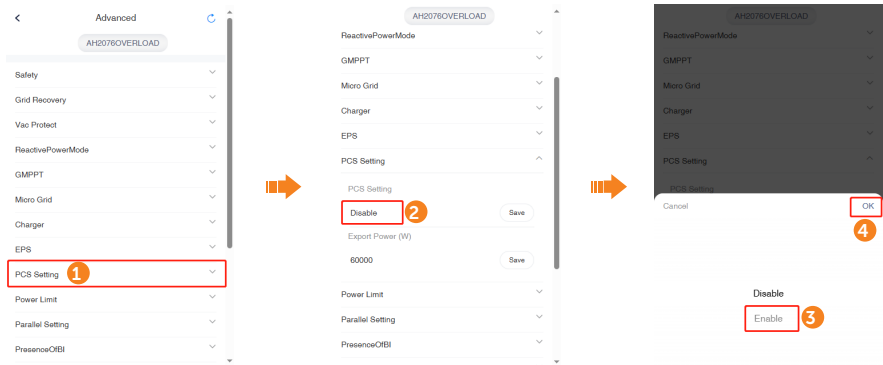 Advanced
AH2076OVERLOAD
Safety
Grid Recovery
Vac Protect
ReactivePowerMode
GMPPT
Micro Grid
Charger
EPS
PCS Setting 1
Power Limit
Parallel Setting
PresenceOfBI
AH2076OVERLOAD
ReactivePowerMode
GMPPT
Micro Grid
Charger
EPS
PCS Setting
PCS Setting
Disable 2 Save
Export Power (W)
60000 Save
Power Limit
Parallel Setting
PresenceOfBI
AH2076OVERLOAD
ReactivePowerMode
GMPPT
Micro Grid
Charger
EPS
PCS Setting
PCS Setting
Cancel OK
4
Disable
Enable 3